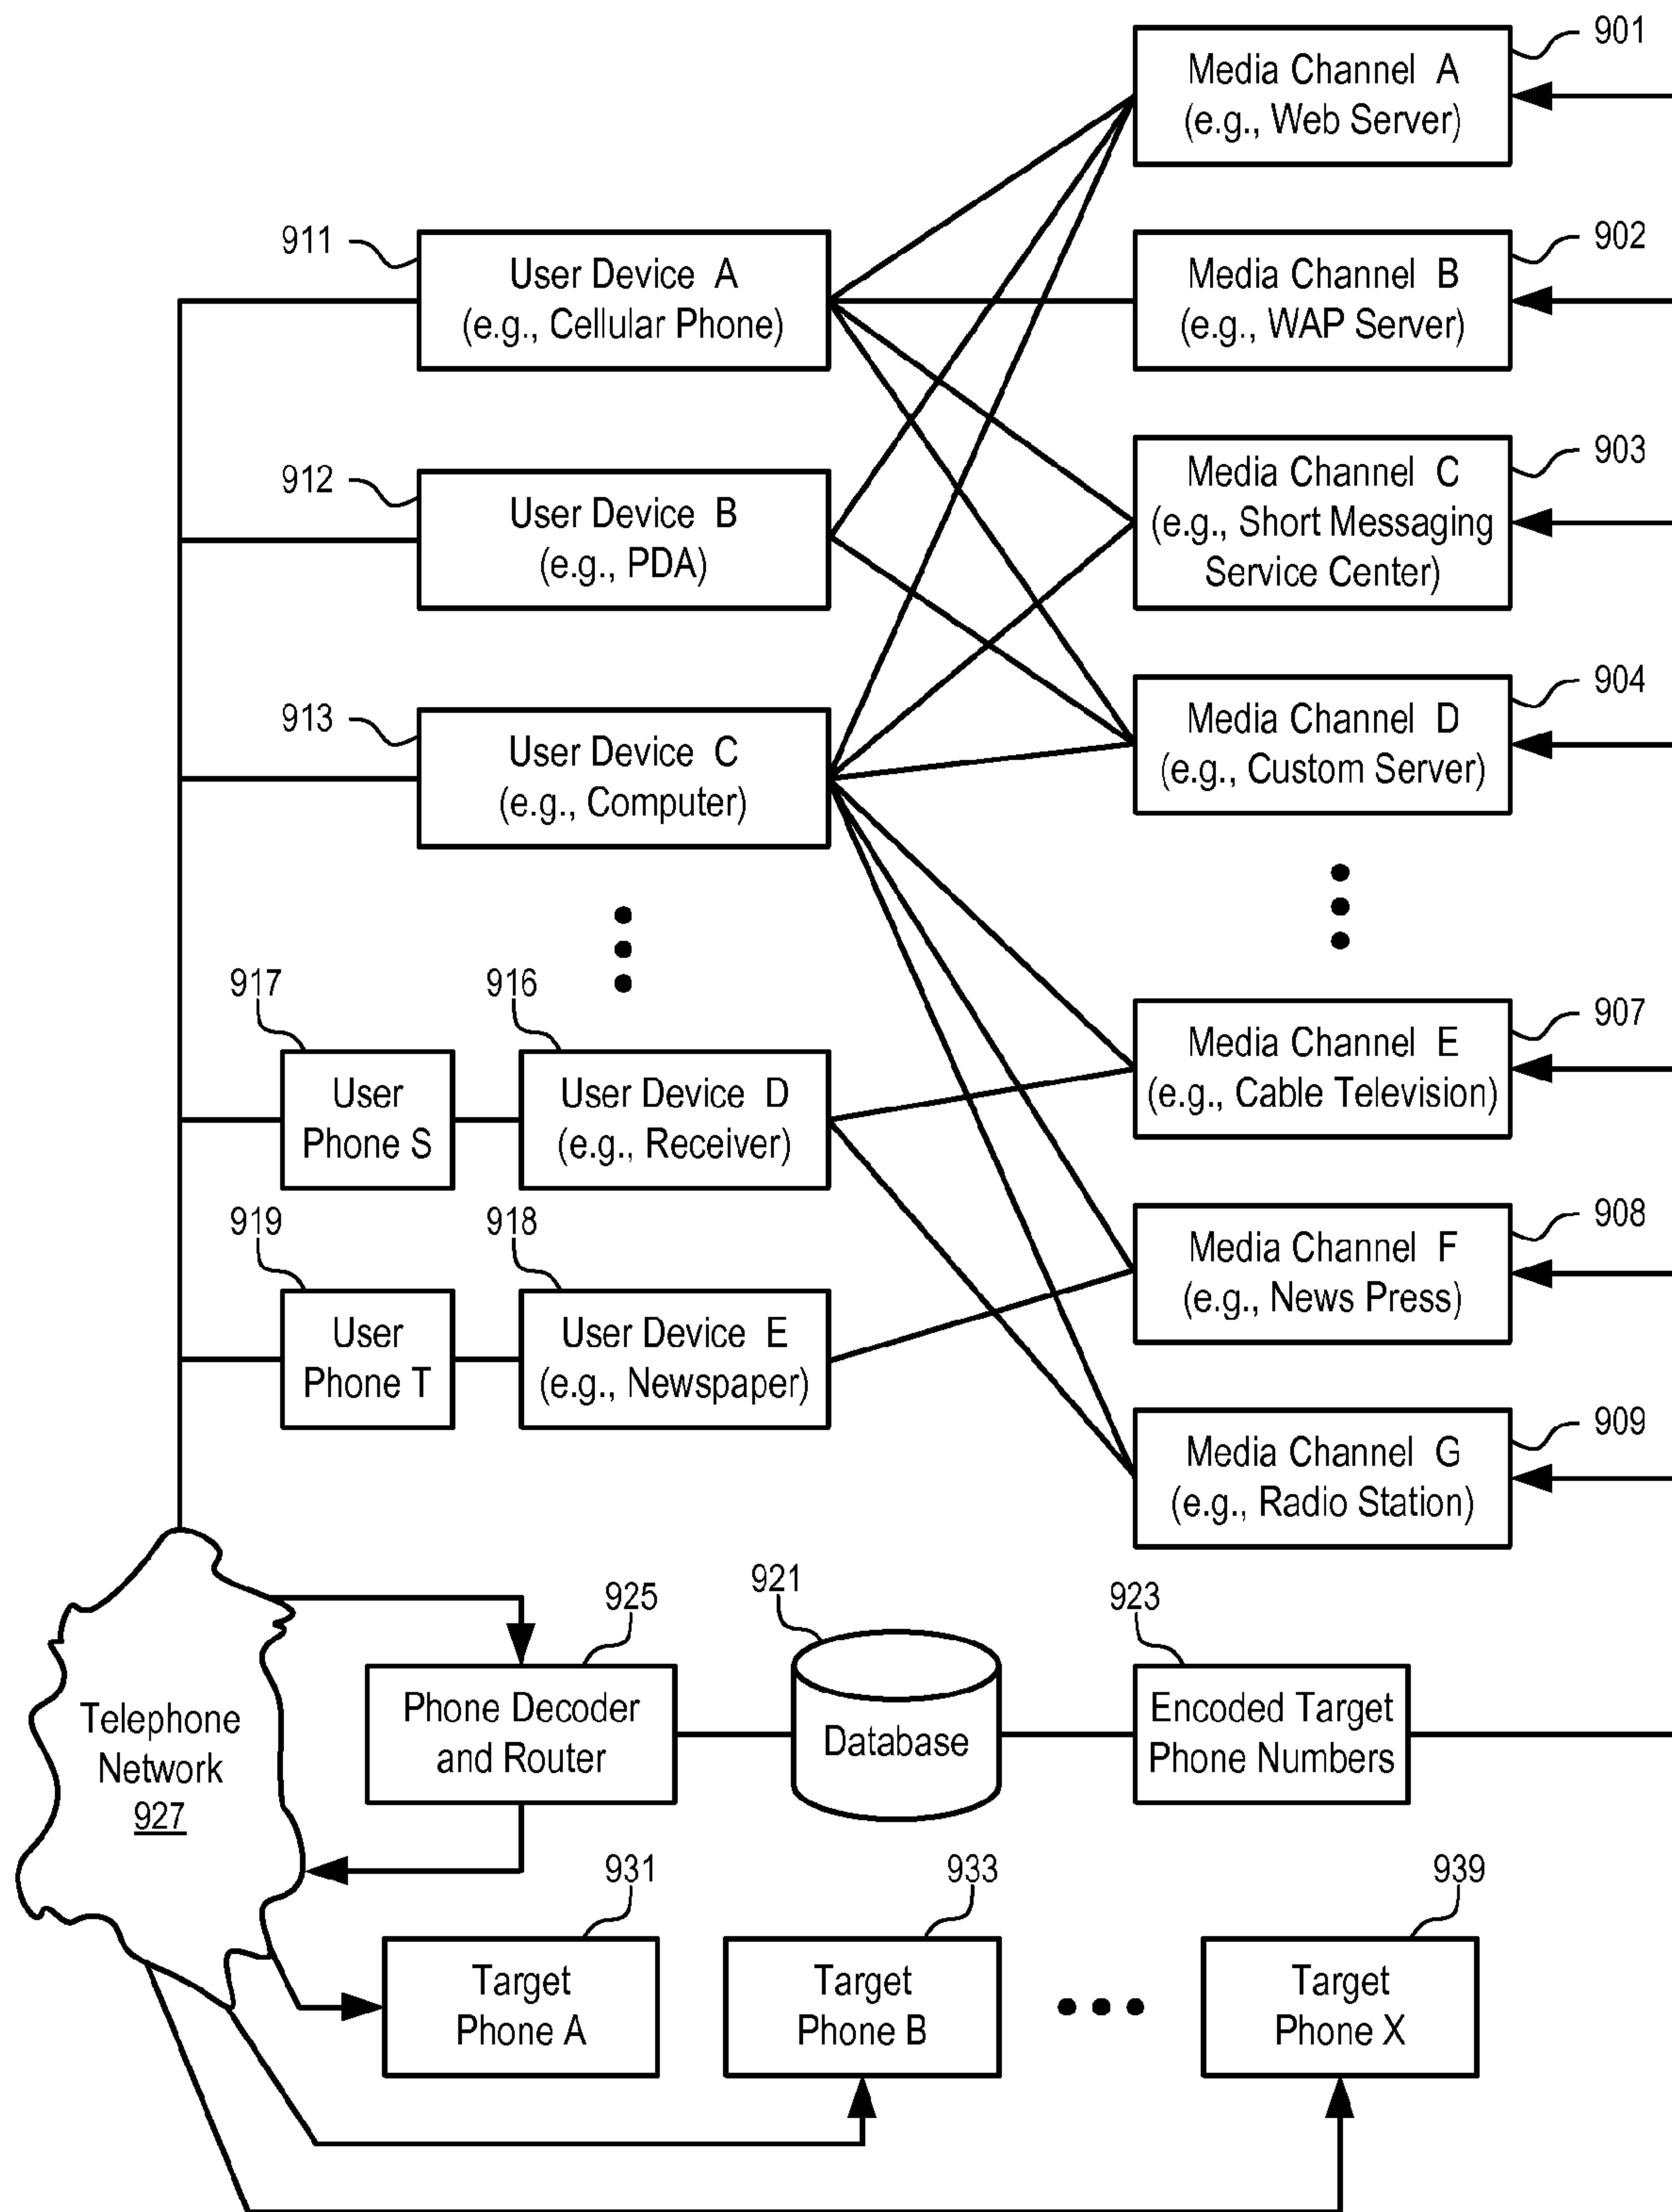 901
Media Channel A
(e.g., Web Server)
911
User Device A
(e.g., Cellular Phone)
902
Media Channel B
(e.g., WAP Server)
912
User Device B
(e.g., PDA)
903
Media Channel C
(e.g., Short Messaging
Service Center)
913
User Device C
(e.g., Computer)
904
Media Channel D
(e.g., Custom Server)
917
User
Phone S
916
User Device D
(e.g., Receiver)
907
Media Channel E
(e.g., Cable Television)
919
User
Phone T
918
User Device E
(e.g., Newspaper)
908
Media Channel F
(e.g., News Press)
909
Media Channel G
(e.g., Radio Station)
Telephone
Network
927
925
Phone Decoder
and Router
921
Database
923
Encoded Target
Phone Numbers
931
Target
Phone A
933
Target
Phone B
939
Target
Phone X